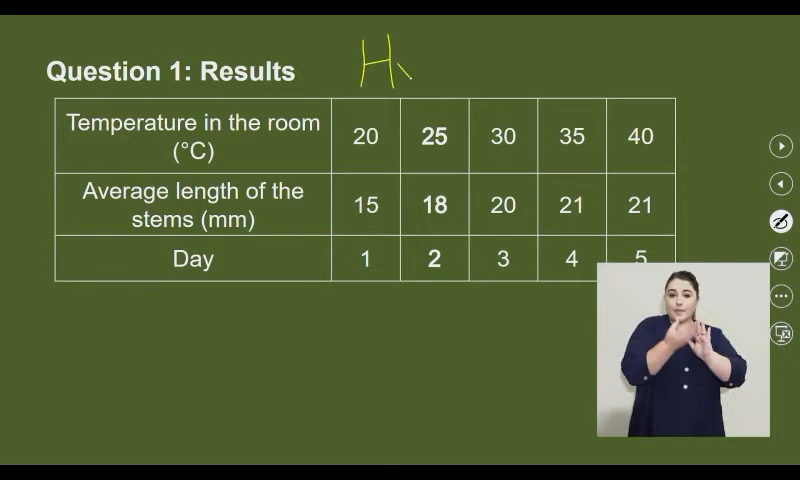 H
Question 1: Results
Temperature in the room (°C) 20 25 30 35 40
Average length of the stems (mm) 15 18 20 21 21
Day 1 2 3 4 5